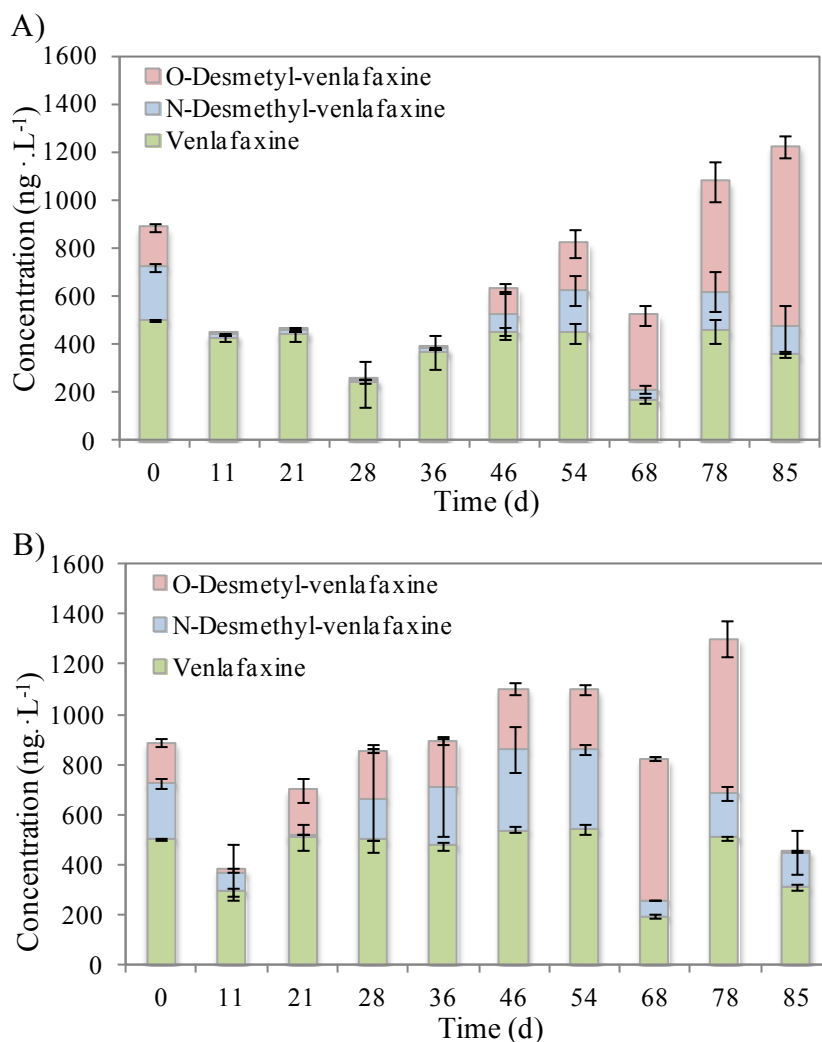 A)
1600
1400
1200
1000
800
600
400
200
0
Concentration (ng·.L-1)
O-Desmetyl-venlafaxine
N-Desmethyl-venlafaxine
Venlafaxine
0 11 21 28 36 46 54 68 78 85
Time (d)
B)
1600
1400
1200
1000
800
600
400
200
0
Concentration (ng.·L-1)
O-Desmetyl-venlafaxine
N-Desmethyl-venlafaxine
Venlafaxine
0 11 21 28 36 46 54 68 78 85
Time (d)